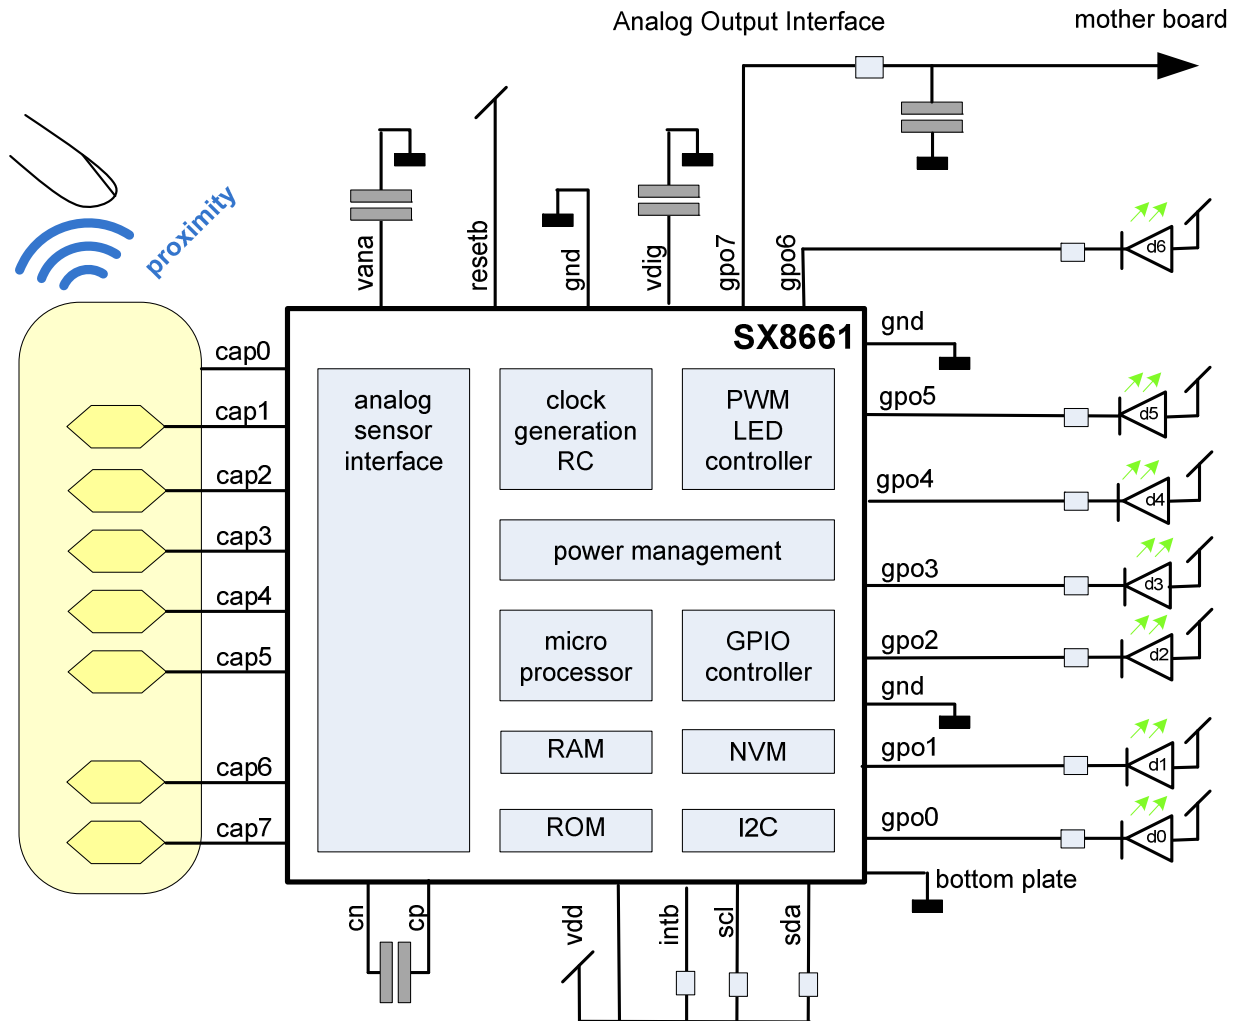 Analog Output Interface
mother board
proximity
vana
resetb
gnd
vdig
gpo7
gpo6
d6
SX8661
gnd
cap0
cap1
cap2
cap3
cap4
cap5
cap6
cap7
analog
sensor
interface
clock
generation
RC
PWM
LED
controller
power management
micro
processor
GPIO
controller
RAM
NVM
ROM
I2C
gpo5
d5
gpo4
d4
gpo3
d3
gpo2
d2
gnd
gpo1
d1
gpo0
d0
bottom plate
cn
cp
vdd
intb
scl
sda